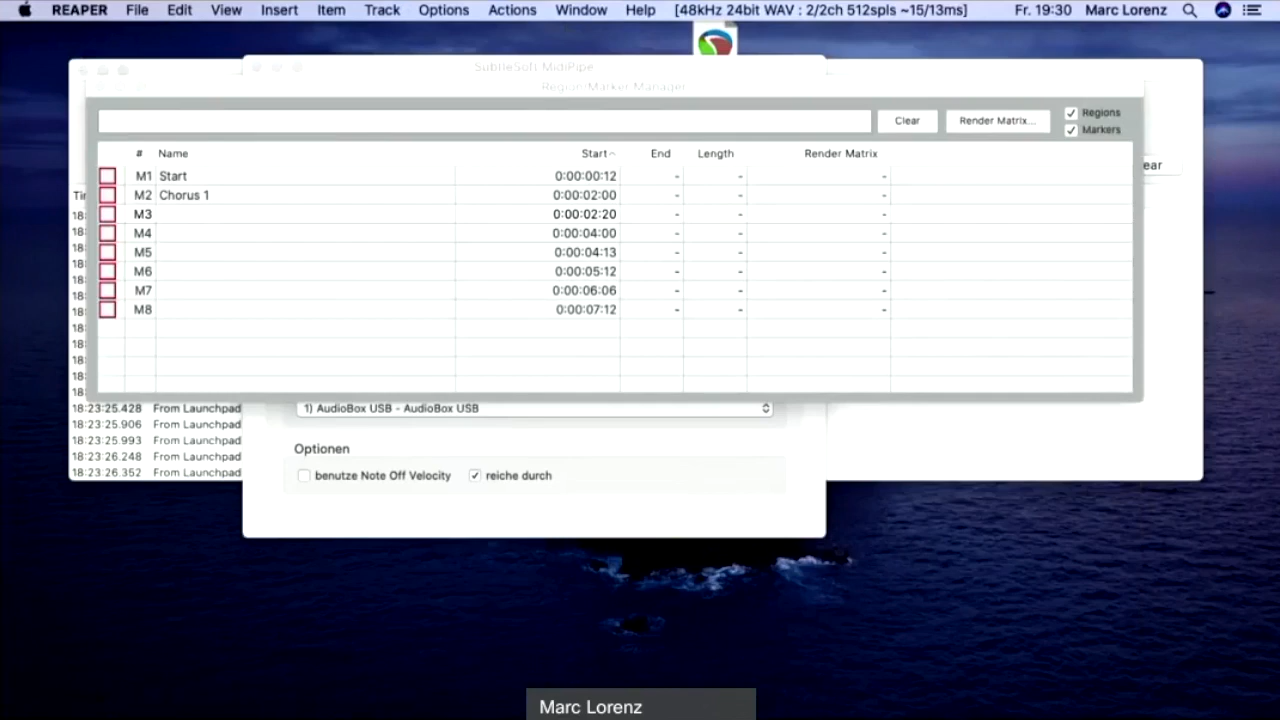 REAPER File Edit View Insert Item Track Options Actions Window Help [48kHz 24bit WAV : 2/2ch 512spls ~15/13ms] Fr. 19:30 Marc Lorenz
SubtleSoft MidiPipe
Region/Marker Manager
Clear Render Matrix... Regions
Markers
# Name Start End Length Render Matrix
M1 Start 0:00:00:12 - - -
M2 Chorus 1 0:00:02:00 - - -
M3 0:00:02:20 - - -
M4 0:00:04:00 - - -
M5 0:00:04:13 - - -
M6 0:00:05:12 - - -
M7 0:00:06:06 - - -
M8 0:00:07:12 - - -
18:23:25.428 From Launchpad 1) AudioBox USB - AudioBox USB
18:23:25.906 From Launchpad
18:23:25.993 From Launchpad
Optionen
18:23:26.248 From Launchpad
18:23:26.352 From Launchpad
benutze Note Off Velocity reiche durch
Marc Lorenz